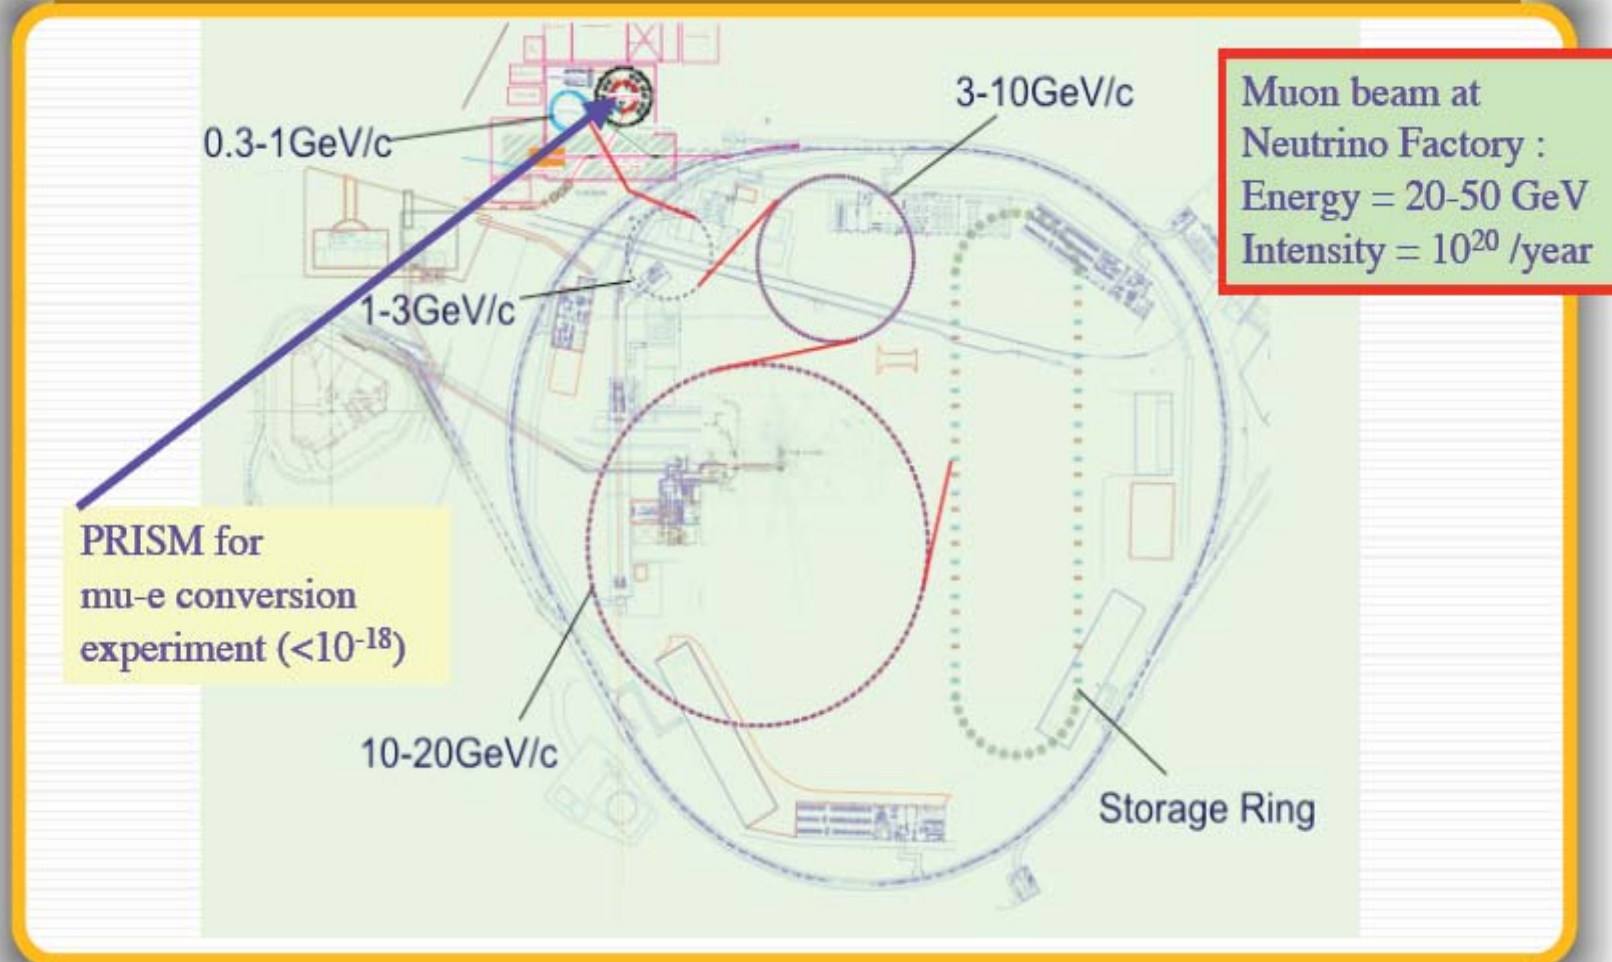 0.3-1GeV/c
3-10GeV/c
Muon beam at
Neutrino Factory :
Energy = 20-50 GeV
Intensity = 10²⁰ /year
1-3GeV/c
PRISM for
mu-e conversion
experiment (<10⁻¹⁸)
10-20GeV/c
Storage Ring